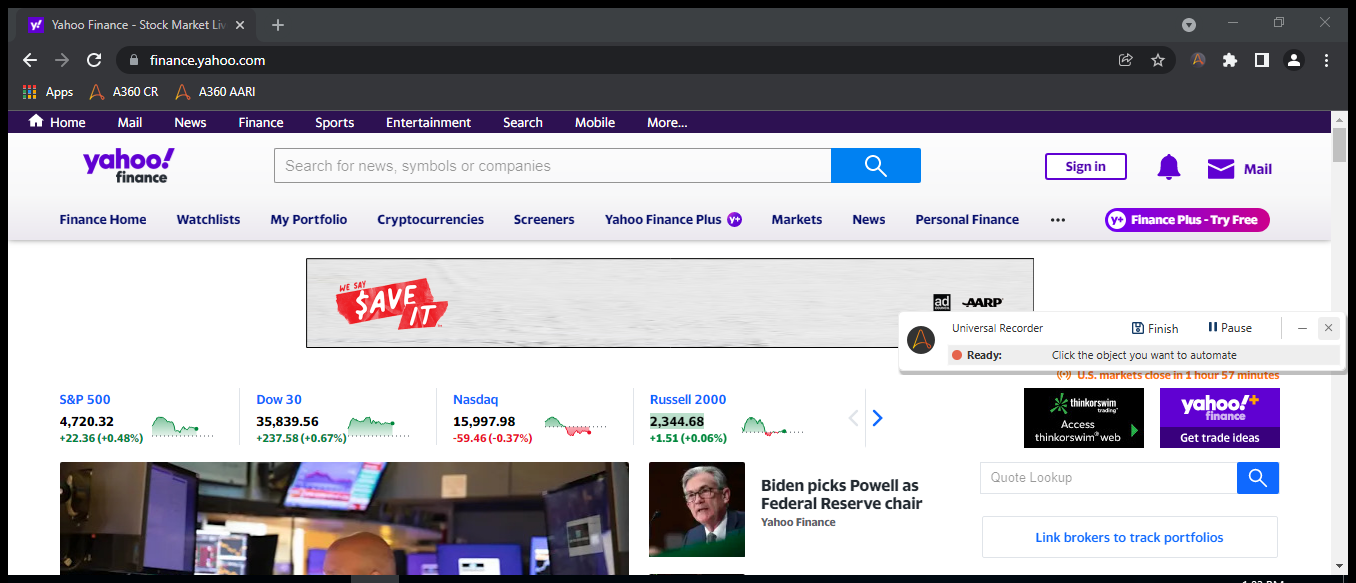 Yahoo Finance - Stock Market Liv
finance.yahoo.com
Apps A360 CR A360 AARI
Home Mail News Finance Sports Entertainment Search Mobile More...
yahoo!
finance
Search for news, symbols or companies
Sign in
Mail
Finance Home Watchlists My Portfolio Cryptocurrencies Screeners Yahoo Finance Plus y+ Markets News Personal Finance ••• y+ Finance Plus - Try Free
WE SAY
$AVE
IT
ad
AARP
Universal Recorder Finish Pause
Ready: Click the object you want to automate
U.S. markets close in 1 hour 57 minutes
S&P 500
4,720.32
+22.36 (+0.48%)
Dow 30
35,839.56
+237.58 (+0.67%)
Nasdaq
15,997.98
-59.46 (-0.37%)
Russell 2000
2,344.68
+1.51 (+0.06%)
thinkorswim
trading™
Access
thinkorswim® web
yahoo!+
finance
Get trade ideas
Biden picks Powell as
Federal Reserve chair
Yahoo Finance
Quote Lookup
Link brokers to track portfolios